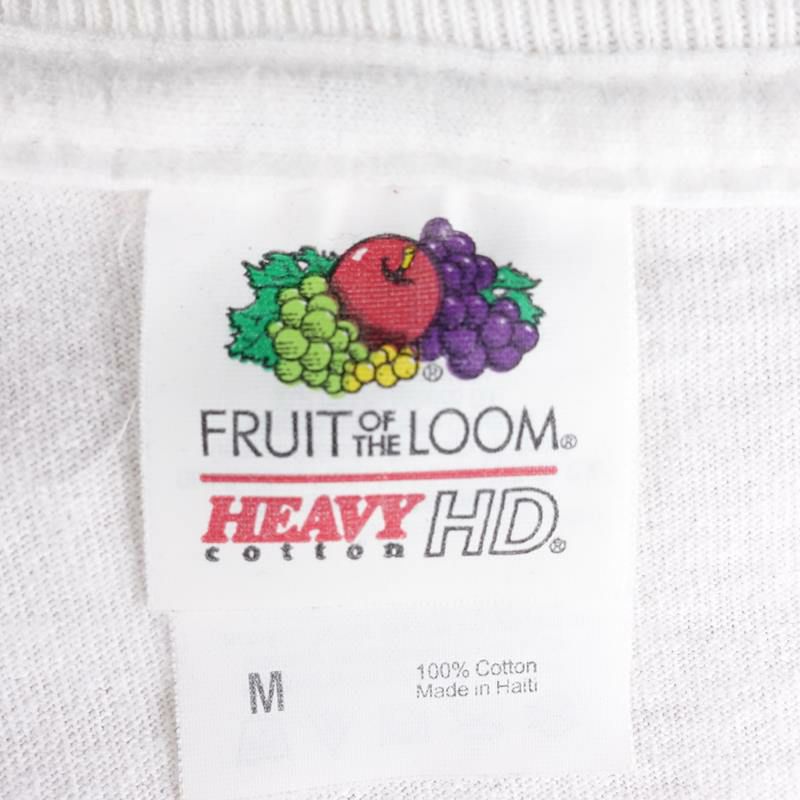 ®
FRUIT OF THE LOOM®
HEAVY cotton HD®
M
100% Cotton
Made in Haiti